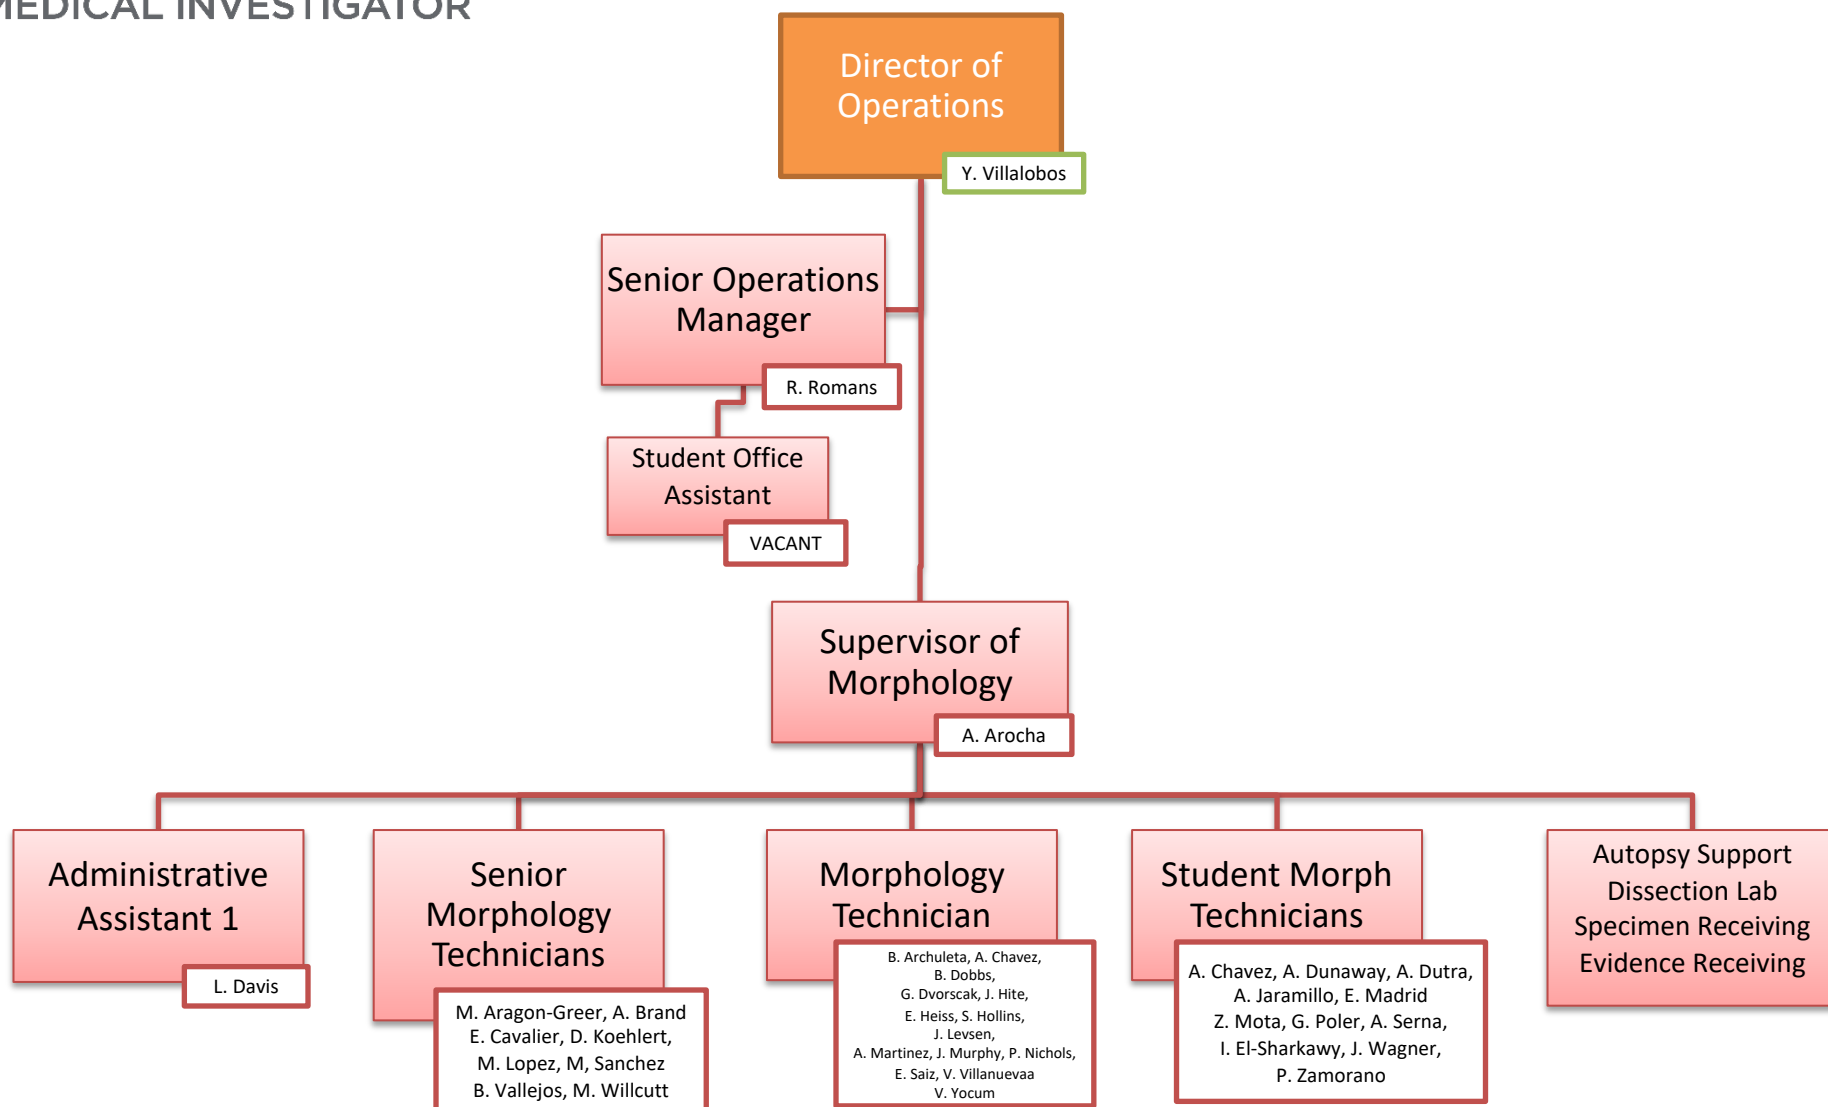 MEDICAL INVESTIGATOR
Director of
Operations
Y. Villalobos
Senior Operations
Manager
R. Romans
Student Office
Assistant
VACANT
Supervisor of
Morphology
A. Arocha
Administrative
Assistant 1
L. Davis
Senior
Morphology
Technicians
M. Aragon-Greer, A. Brand
E. Cavalier, D. Koehlert,
M. Lopez, M, Sanchez
B. Vallejos, M. Willcutt
Morphology
Technician
B. Archuleta, A. Chavez,
B. Dobbs,
G. Dvorscak, J. Hite,
E. Heiss, S. Hollins,
J. Levsen,
A. Martinez, J. Murphy, P. Nichols,
E. Saiz, V. Villanuevaa
V. Yocum
Student Morph
Technicians
A. Chavez, A. Dunaway, A. Dutra,
A. Jaramillo, E. Madrid
Z. Mota, G. Poler, A. Serna,
I. El-Sharkawy, J. Wagner,
P. Zamorano
Autopsy Support
Dissection Lab
Specimen Receiving
Evidence Receiving